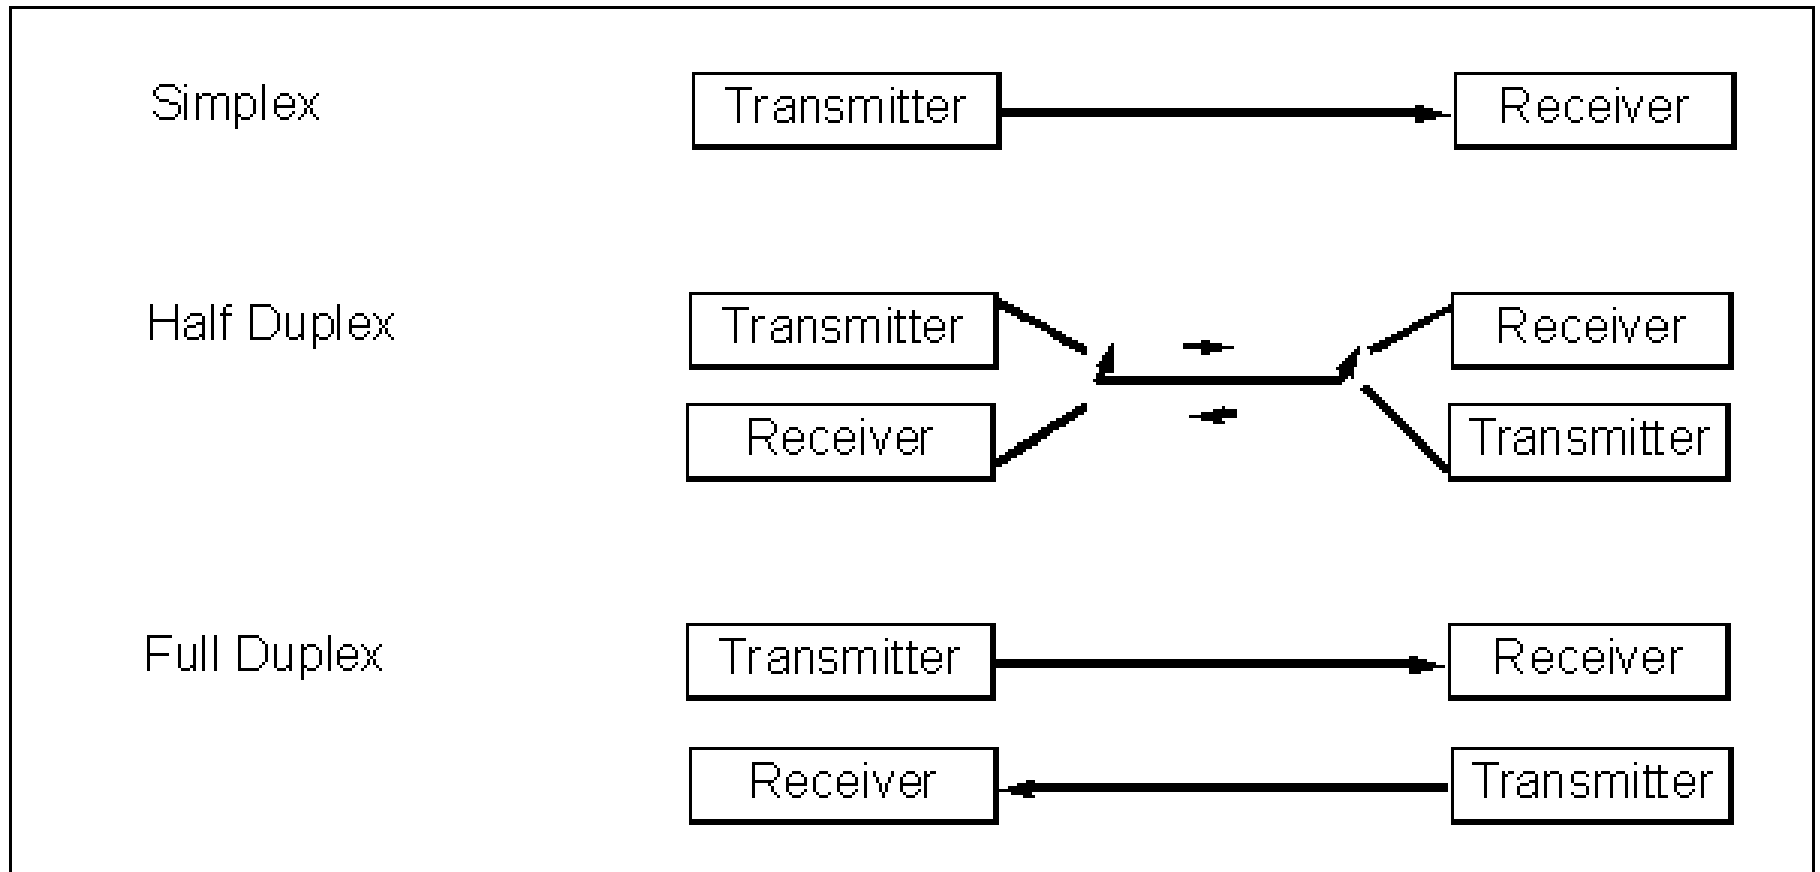 Simplex Transmitter Receiver
Half Duplex Transmitter Receiver
Receiver Transmitter
Full Duplex Transmitter Receiver
Receiver Transmitter